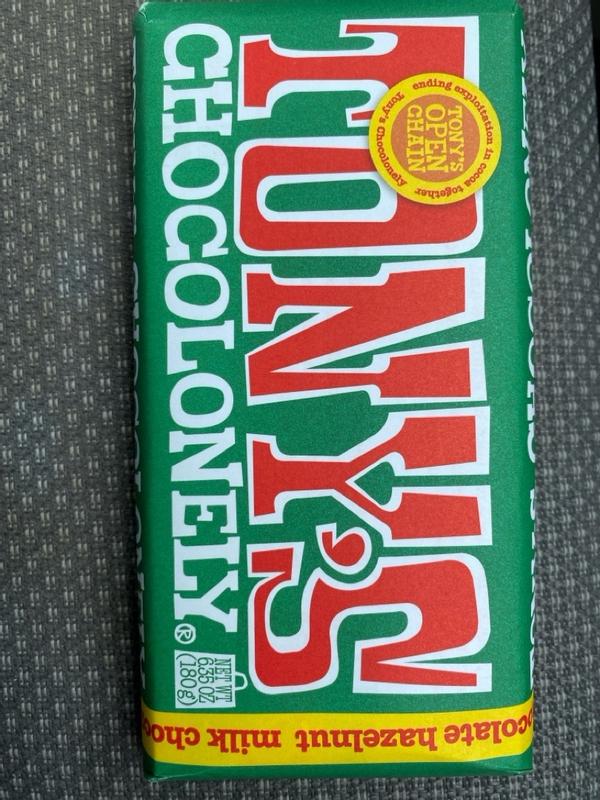 TONY'S
CHOCOLONELY®
ending exploitation in cocoa together
Tony's Chocolonely
TONY'S
OPEN
CHAIN
NET WT
6.35 OZ
(180g)
milk choc
ocolate hazelnut